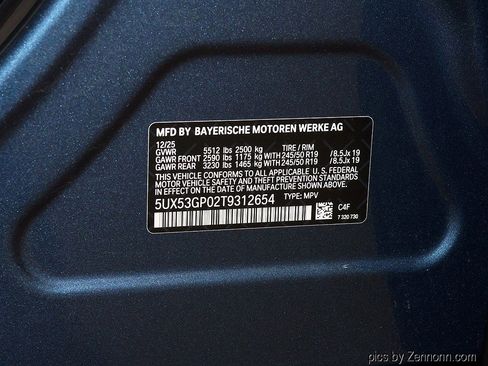 MFD BY BAYERISCHE MOTOREN WERKE AG
12/25 TIRE / RIM
GVWR 5512 lbs 2500 kg
GAWR FRONT 2590 lbs 1175 kg WITH 245/50 R19 / 8.5J x 19
GAWR REAR 3230 lbs 1465 kg WITH 245/50 R19 / 8.5J x 19
THIS VEHICLE CONFORMS TO ALL APPLICABLE U.S. FEDERAL
MOTOR VEHICLE SAFETY AND THEFT PREVENTION STANDARDS
IN EFFECT ON THE DATE OF MANUFACTURE SHOWN ABOVE.
5UX53GP02T9312654 TYPE: MPV
C4F
7 320 730
pics by Zennonn.com